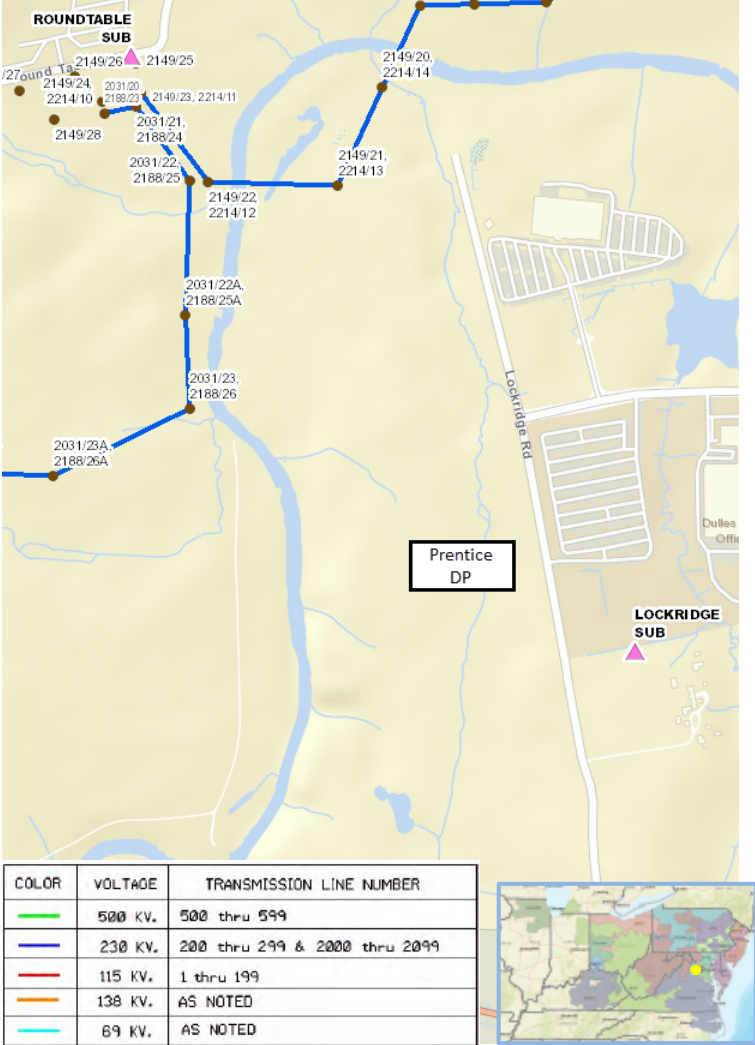 ROUNDTABLE
SUB
2149/26
2149/25
/27
ound Ta
2149/24,
2214/10
2031/20,
2188/23
2149/23, 2214/11
2149/28
2031/21,
2188/24
2031/22,
2188/25
2149/20,
2214/14
2149/21,
2214/13
2149/22,
2214/12
2031/22A,
2188/25A
2031/23,
2188/26
2031/23A,
2188/26A
Lockridge Rd
Dulles
Offic
Prentice
DP
LOCKRIDGE
SUB
COLOR VOLTAGE TRANSMISSION LINE NUMBER
500 KV. 500 thru 599
230 KV. 200 thru 299 & 2000 thru 2099
115 KV. 1 thru 199
138 KV. AS NOTED
69 KV. AS NOTED